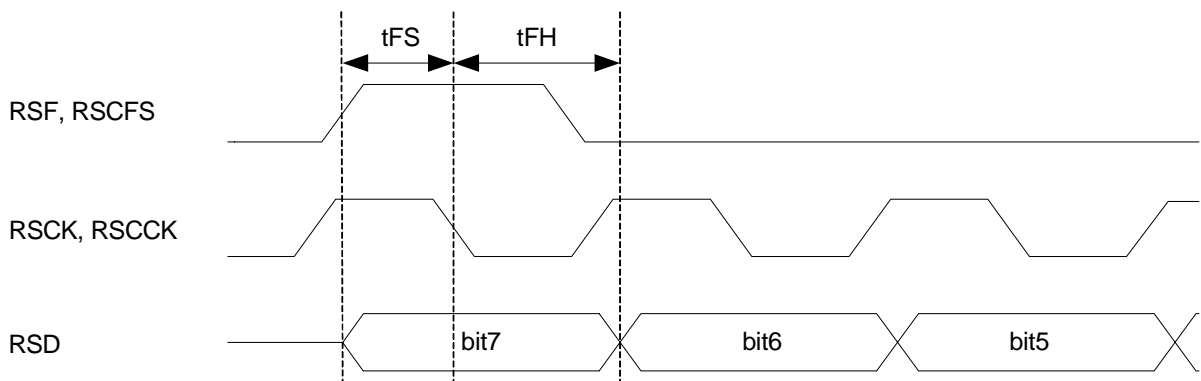 tFS tFH
RSF, RSCFS
RSCK, RSCCK
RSD bit7 bit6 bit5